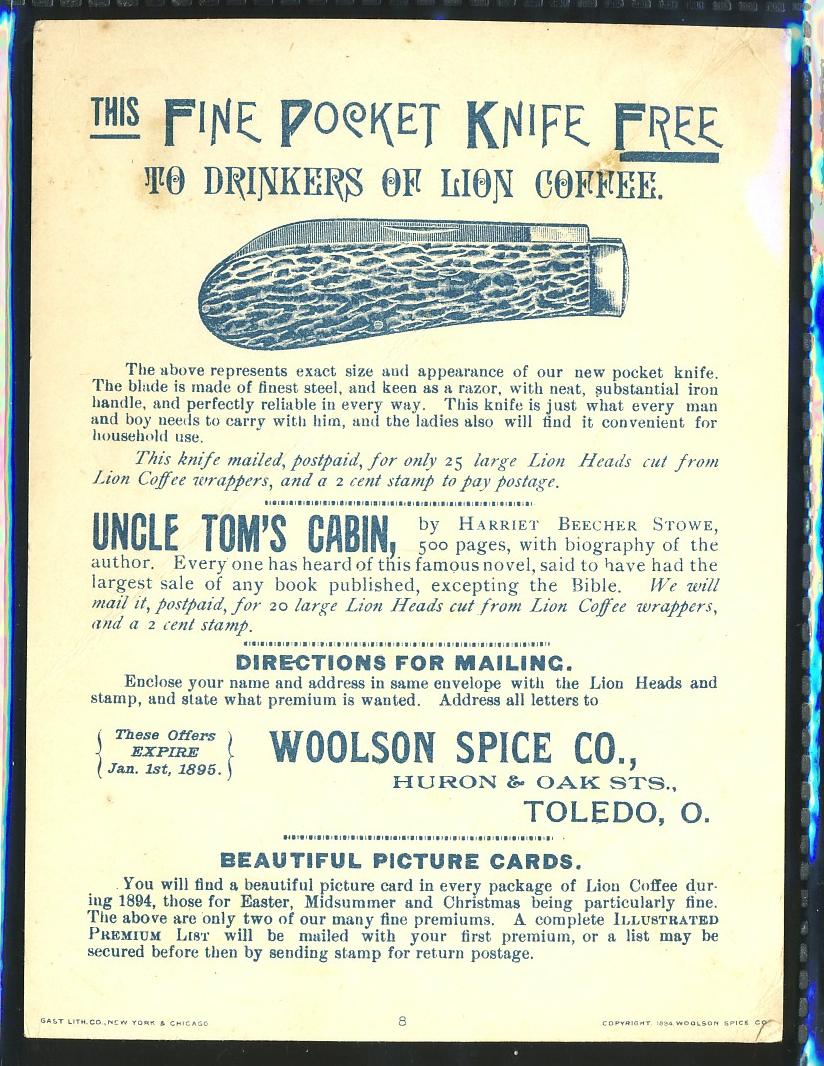 THIS FINE POCKET KNIFE FREE
TO DRINKERS OF LION COFFEE.
The above represents exact size and appearance of our new pocket knife.
The blade is made of finest steel, and keen as a razor, with neat, substantial iron
handle, and perfectly reliable in every way. This knife is just what every man
and boy needs to carry with him, and the ladies also will find it convenient for
household use.
This knife mailed, postpaid, for only 25 large Lion Heads cut from
Lion Coffee wrappers, and a 2 cent stamp to pay postage.
UNCLE TOM'S CABIN, by HARRIET BEECHER STOWE,
500 pages, with biography of the
author. Every one has heard of this famous novel, said to have had the
largest sale of any book published, excepting the Bible. We will
mail it, postpaid, for 20 large Lion Heads cut from Lion Coffee wrappers,
and a 2 cent stamp.
DIRECTIONS FOR MAILING.
Enclose your name and address in same envelope with the Lion Heads and
stamp, and state what premium is wanted. Address all letters to
These Offers
EXPIRE
Jan. 1st, 1895.
WOOLSON SPICE CO.,
HURON & OAK STS.,
TOLEDO, O.
BEAUTIFUL PICTURE CARDS.
You will find a beautiful picture card in every package of Lion Coffee dur-
ing 1894, those for Easter, Midsummer and Christmas being particularly fine.
The above are only two of our many fine premiums. A complete ILLUSTRATED
PREMIUM LIST will be mailed with your first premium, or a list may be
secured before then by sending stamp for return postage.
GAST LITH. CO., NEW YORK & CHICAGO
8
COPYRIGHT. 1894. WOOLSON SPICE CO